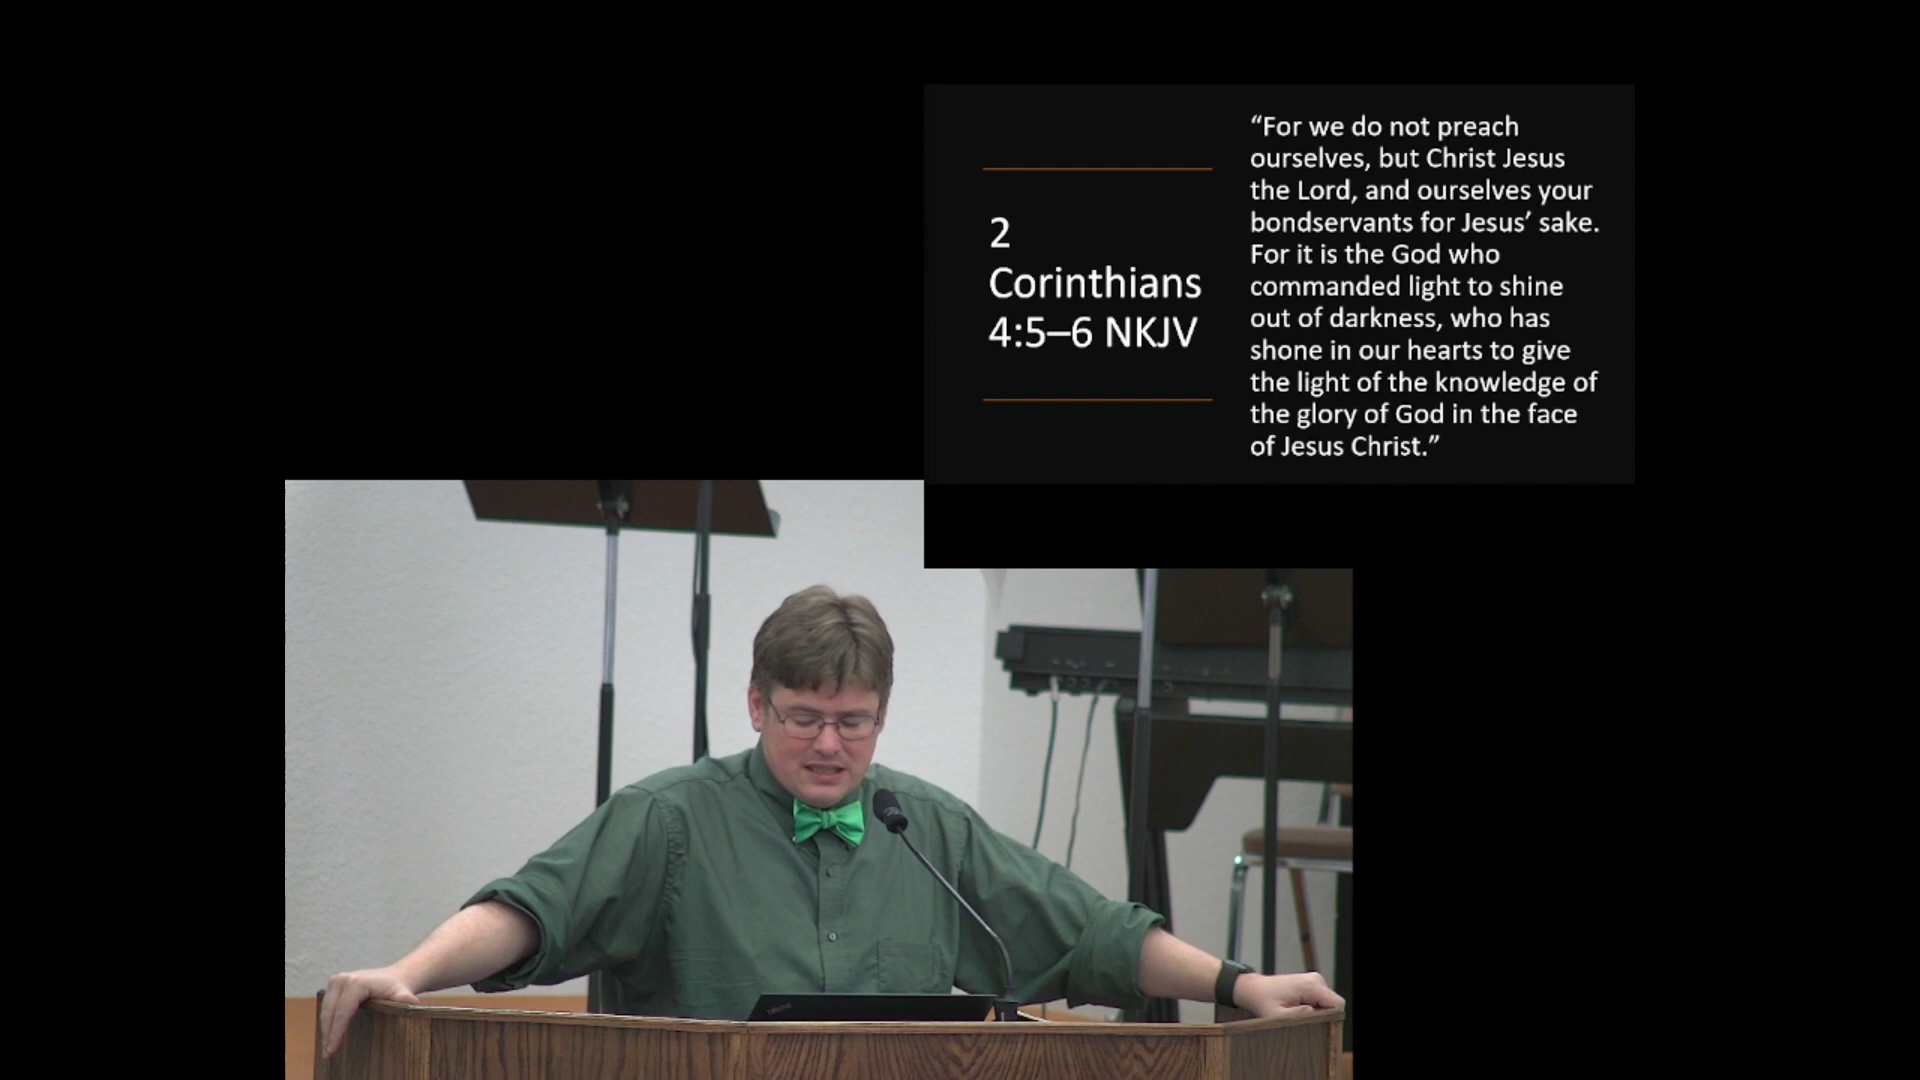 2
Corinthians
4:5–6 NKJV
“For we do not preach
ourselves, but Christ Jesus
the Lord, and ourselves your
bondservants for Jesus’ sake.
For it is the God who
commanded light to shine
out of darkness, who has
shone in our hearts to give
the light of the knowledge of
the glory of God in the face
of Jesus Christ.”